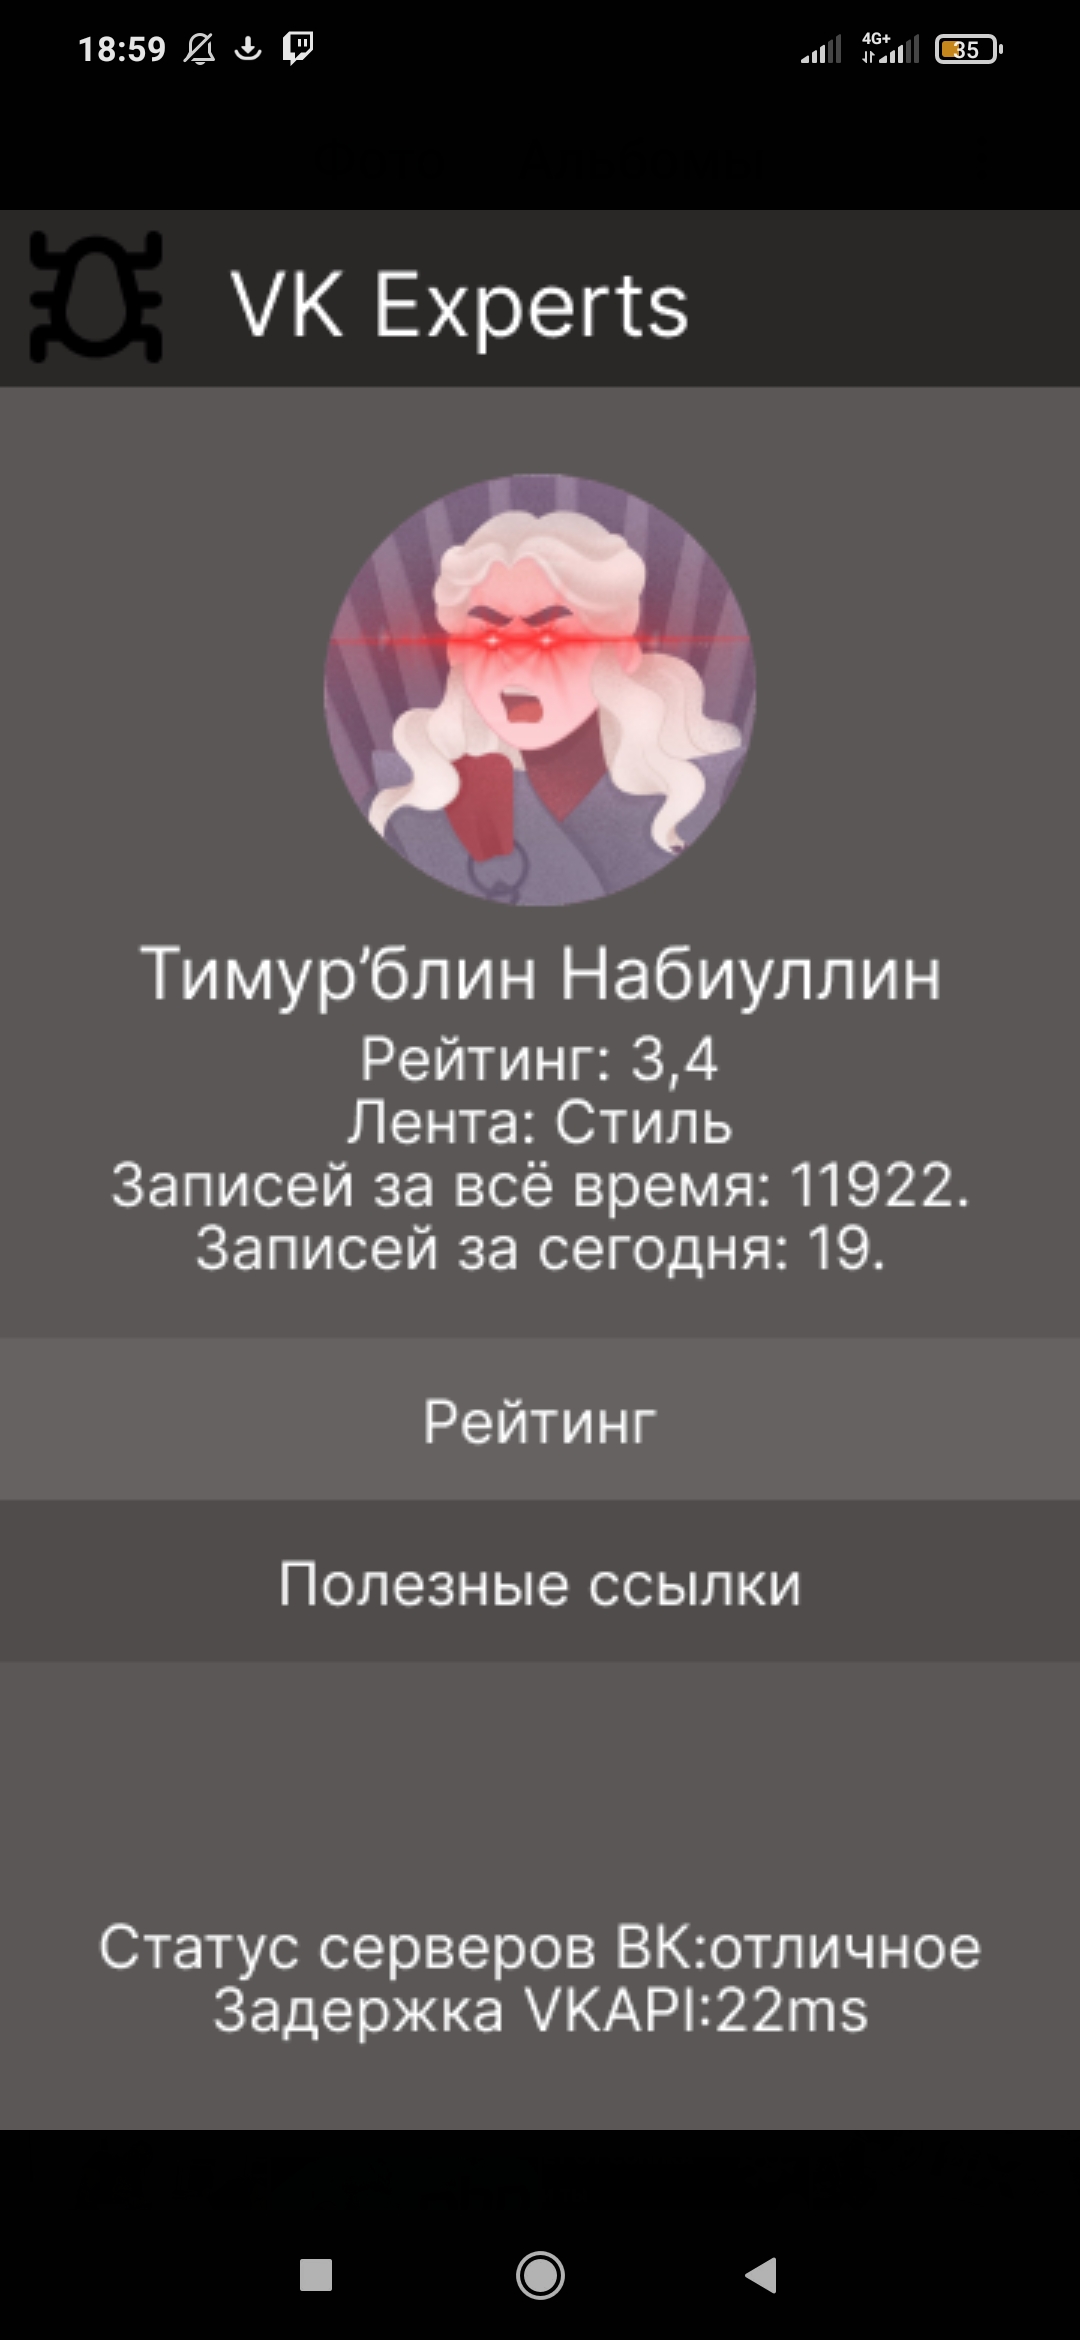 18:59
4G+
35
VK Experts
Тимур’блин Набиуллин
Рейтинг: 3,4
Лента: Стиль
Записей за всё время: 11922.
Записей за сегодня: 19.
Рейтинг
Полезные ссылки
Статус серверов ВК:отличное
Задержка VKAPI:22ms